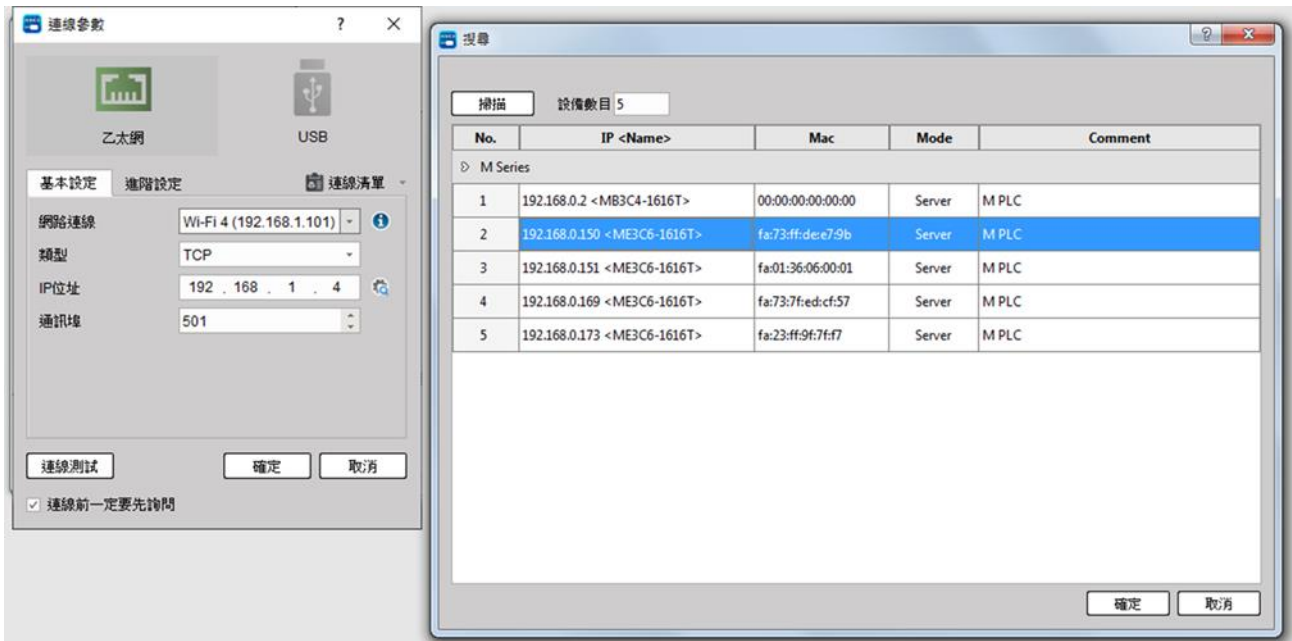 連線參數
?
乙太網
USB
基本設定 進階設定 連線清單
網路連線 Wi-Fi 4 (192.168.1.101)
類型 TCP
IP位址 192 . 168 . 1 . 4
通訊埠 501
連線測試 確定 取消
連線前一定要先詢問
搜尋
?
掃描 設備數目 5
No. IP <Name> Mac Mode Comment
M Series
1 192.168.0.2 <MB3C4-1616T> 00:00:00:00:00:00 Server M PLC
2 192.168.0.150 <ME3C6-1616T> fa:73:ff:de:e7:9b Server M PLC
3 192.168.0.151 <ME3C6-1616T> fa:01:36:06:00:01 Server M PLC
4 192.168.0.169 <ME3C6-1616T> fa:73:7f:ed:cf:57 Server M PLC
5 192.168.0.173 <ME3C6-1616T> fa:23:ff:9f:7f:f7 Server M PLC
確定 取消